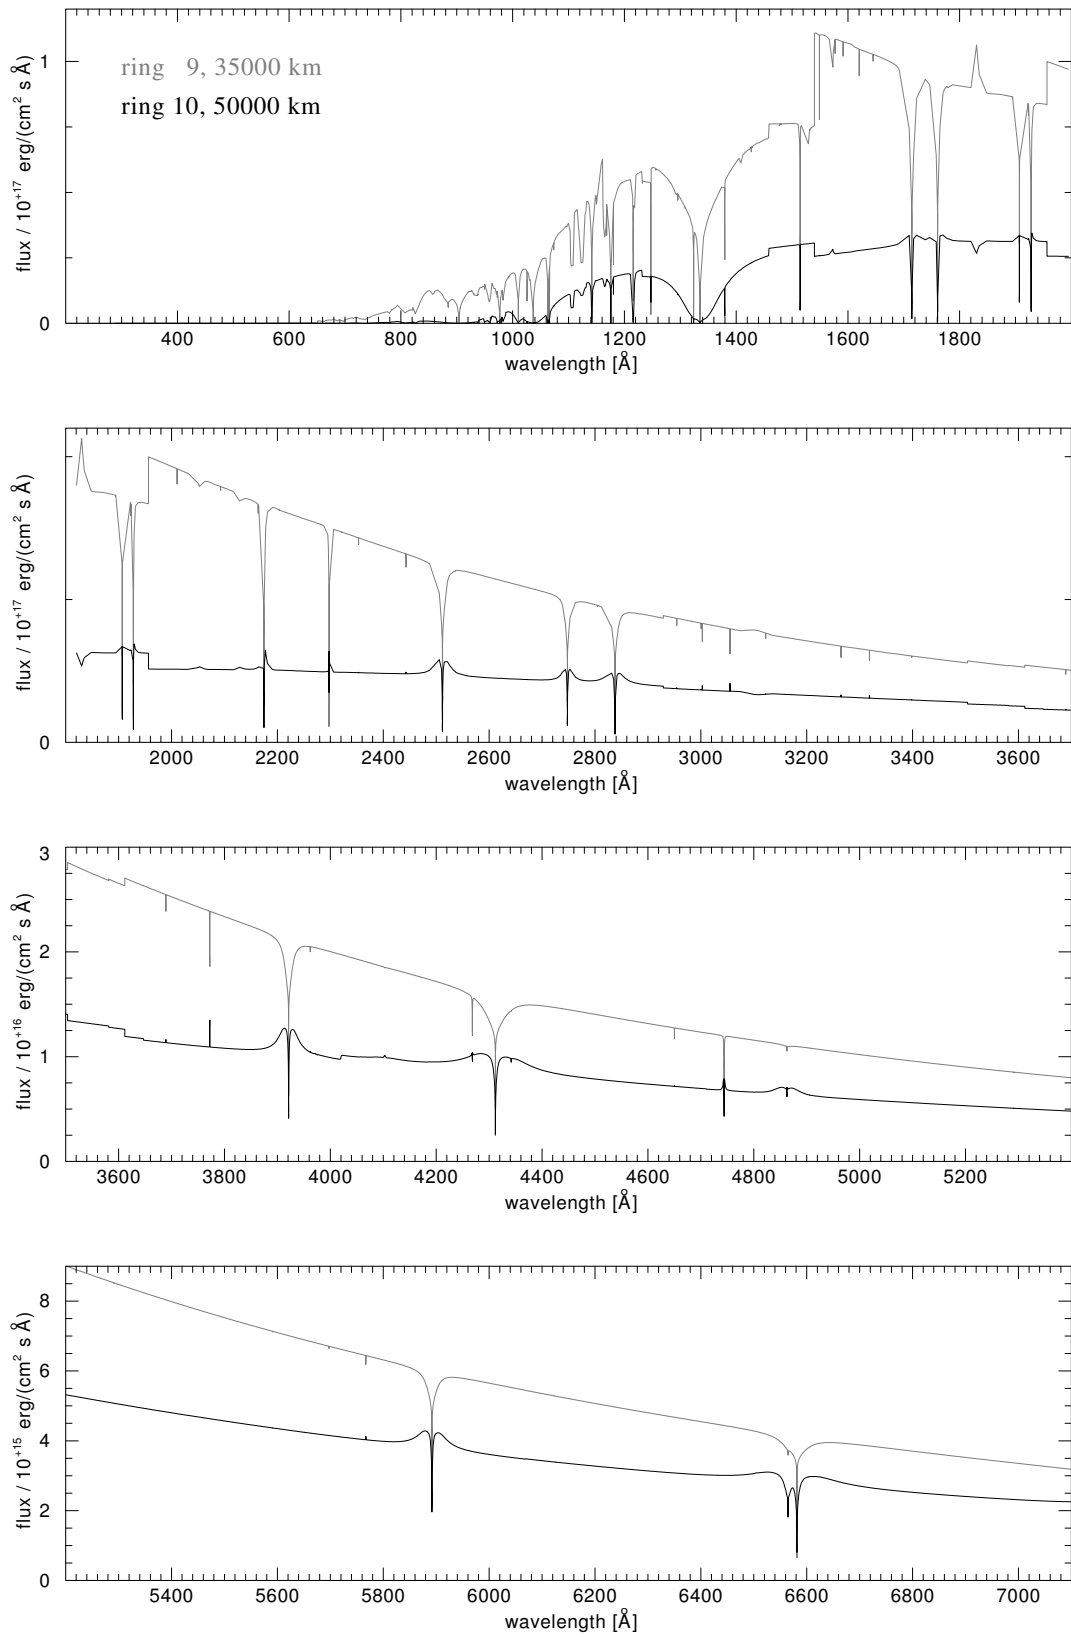 ring 9, 35000 km
ring 10, 50000 km
flux / 10⁺¹⁷ erg/(cm² s Å)
1
0
400 600 800 1000 1200 1400 1600 1800
wavelength [Å]
flux / 10⁺¹⁷ erg/(cm² s Å)
0
2000 2200 2400 2600 2800 3000 3200 3400 3600
wavelength [Å]
flux / 10⁺¹⁶ erg/(cm² s Å)
3
2
1
0
3600 3800 4000 4200 4400 4600 4800 5000 5200
wavelength [Å]
flux / 10⁺¹⁵ erg/(cm² s Å)
8
6
4
2
0
5400 5600 5800 6000 6200 6400 6600 6800 7000
wavelength [Å]